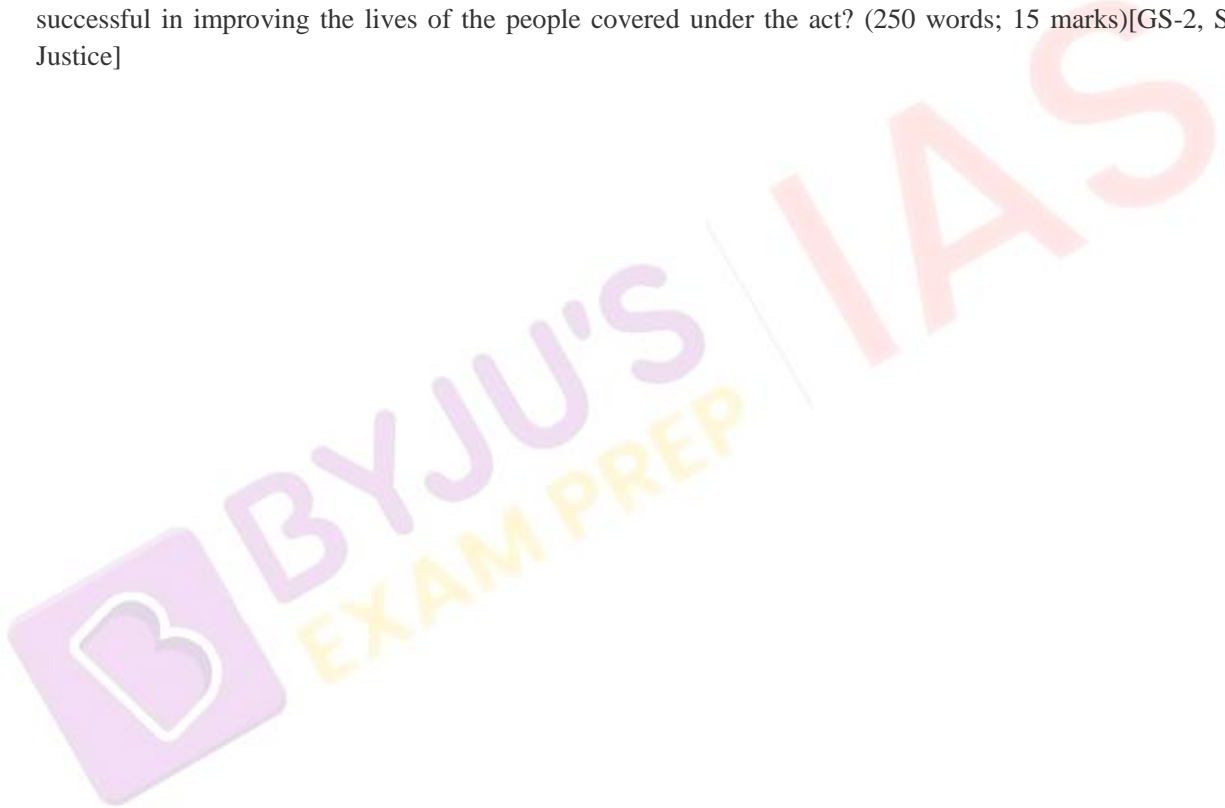 successful in improving the lives of the people covered under the act? (250 words; 15 marks)[GS-2, S
Justice]
IAS
BYJU'S
EXAM PREP
B